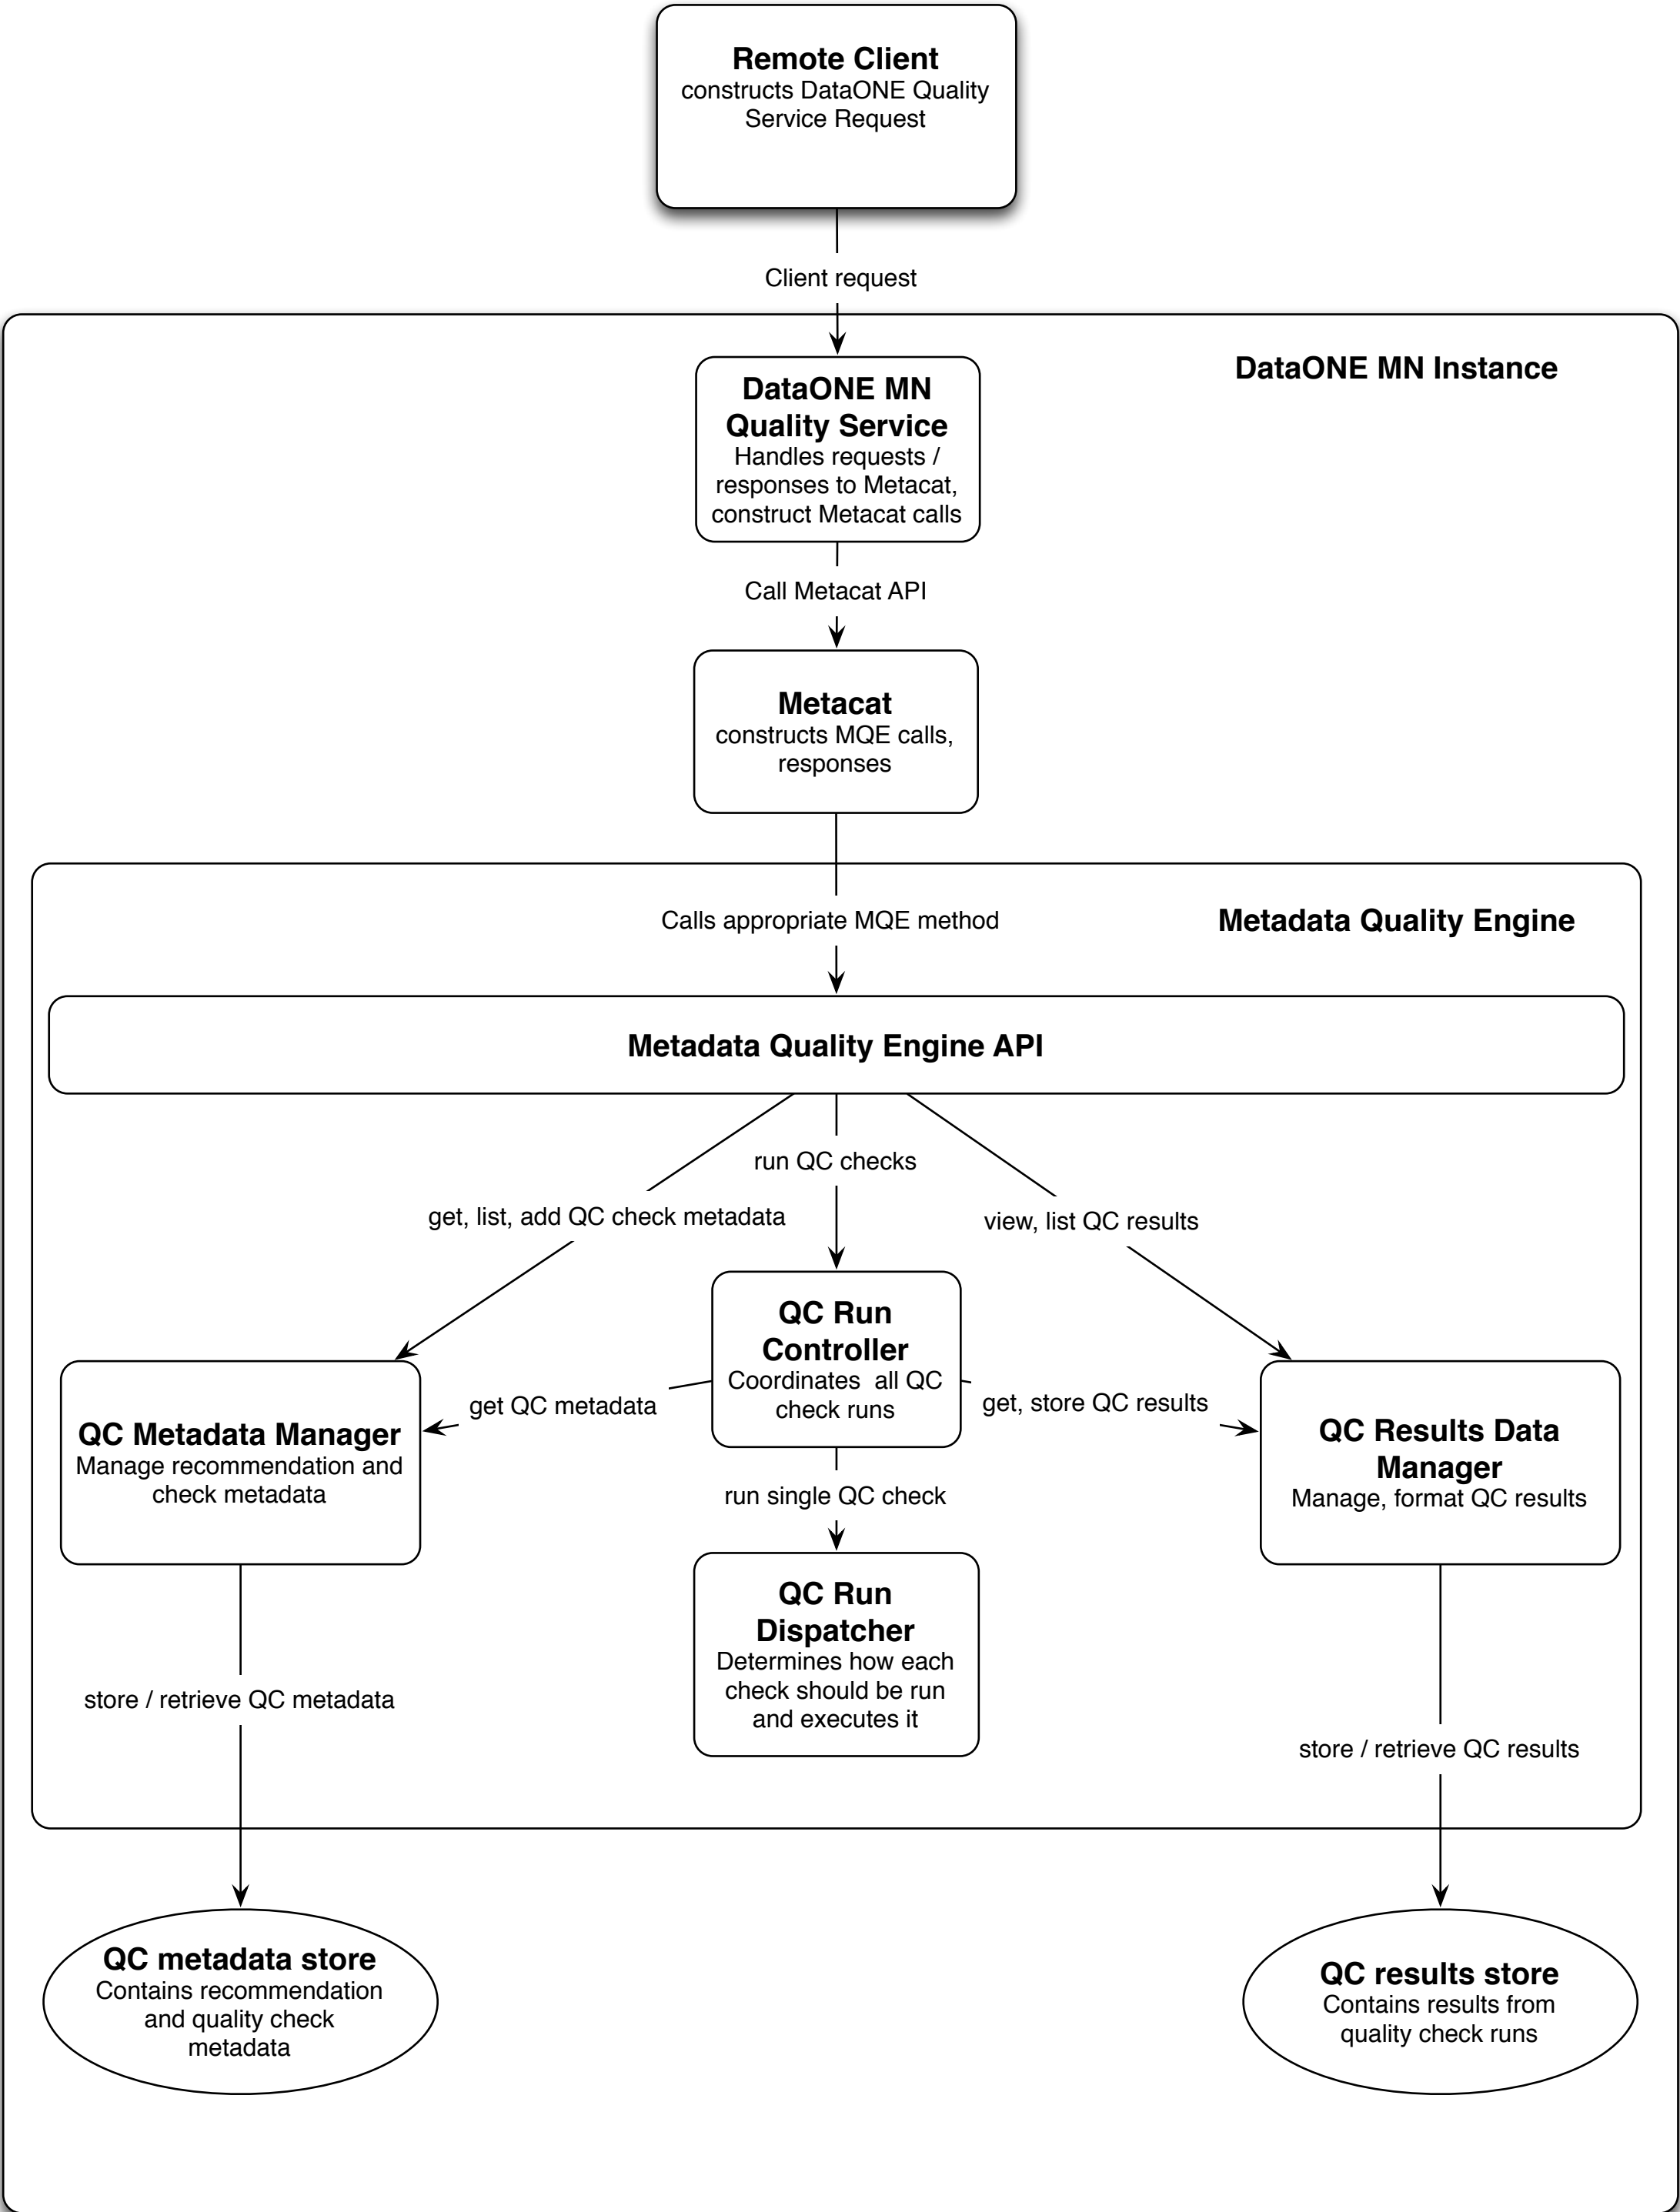 Remote Client
constructs DataONE Quality
Service Request
Client request
DataONE MN Instance
DataONE MN
Quality Service
Handles requests /
responses to Metacat,
construct Metacat calls
Call Metacat API
Metacat
constructs MQE calls,
responses
Calls appropriate MQE method
Metadata Quality Engine
Metadata Quality Engine API
run QC checks
get, list, add QC check metadata
view, list QC results
QC Run
Controller
Coordinates  all QC
check runs
get QC metadata
get, store QC results
QC Metadata Manager
Manage recommendation and
check metadata
QC Results Data
Manager
Manage, format QC results
run single QC check
QC Run
Dispatcher
Determines how each
check should be run
and executes it
store / retrieve QC metadata
store / retrieve QC results
QC metadata store
Contains recommendation
and quality check
metadata
QC results store
Contains results from
quality check runs